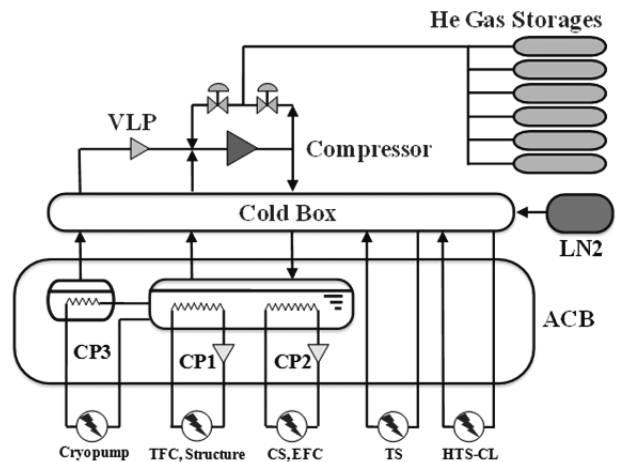 He Gas Storages
VLP
Compressor
Cold Box
LN2
ACB
CP3
CP1
CP2
Cryopump
TFC, Structure
CS, EFC
TS
HTS-CL